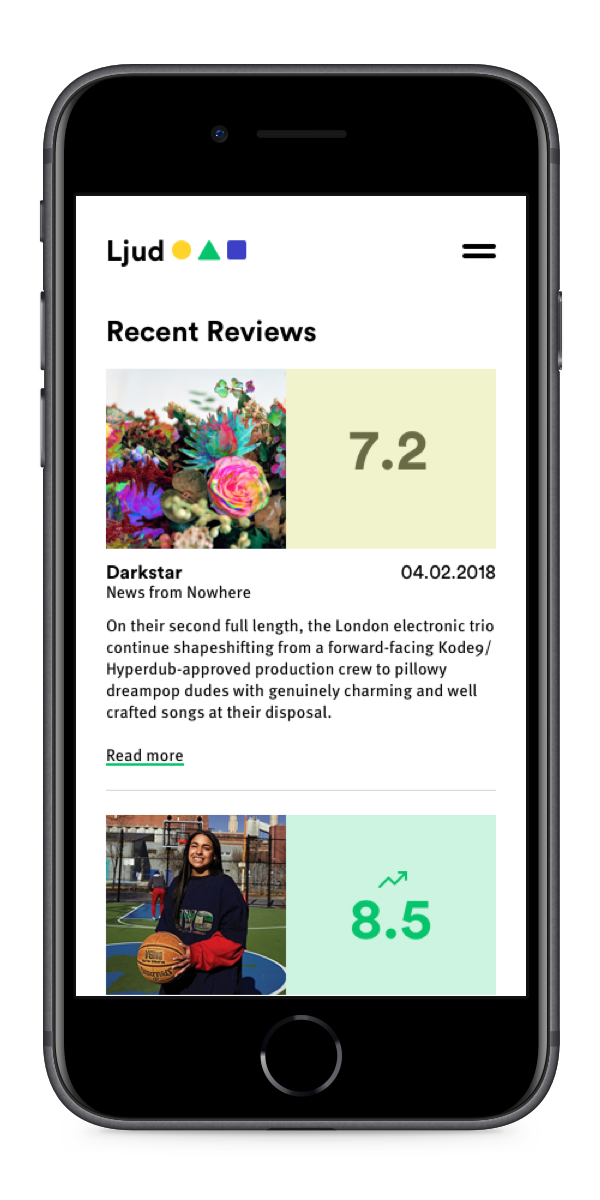 Ljud
Recent Reviews
7.2
Darkstar
04.02.2018
News from Nowhere
On their second full length, the London electronic trio
continue shapeshifting from a forward-facing Kode9/
Hyperdub-approved production crew to pillowy
dreampop dudes with genuinely charming and well
crafted songs at their disposal.
Read more
8.5